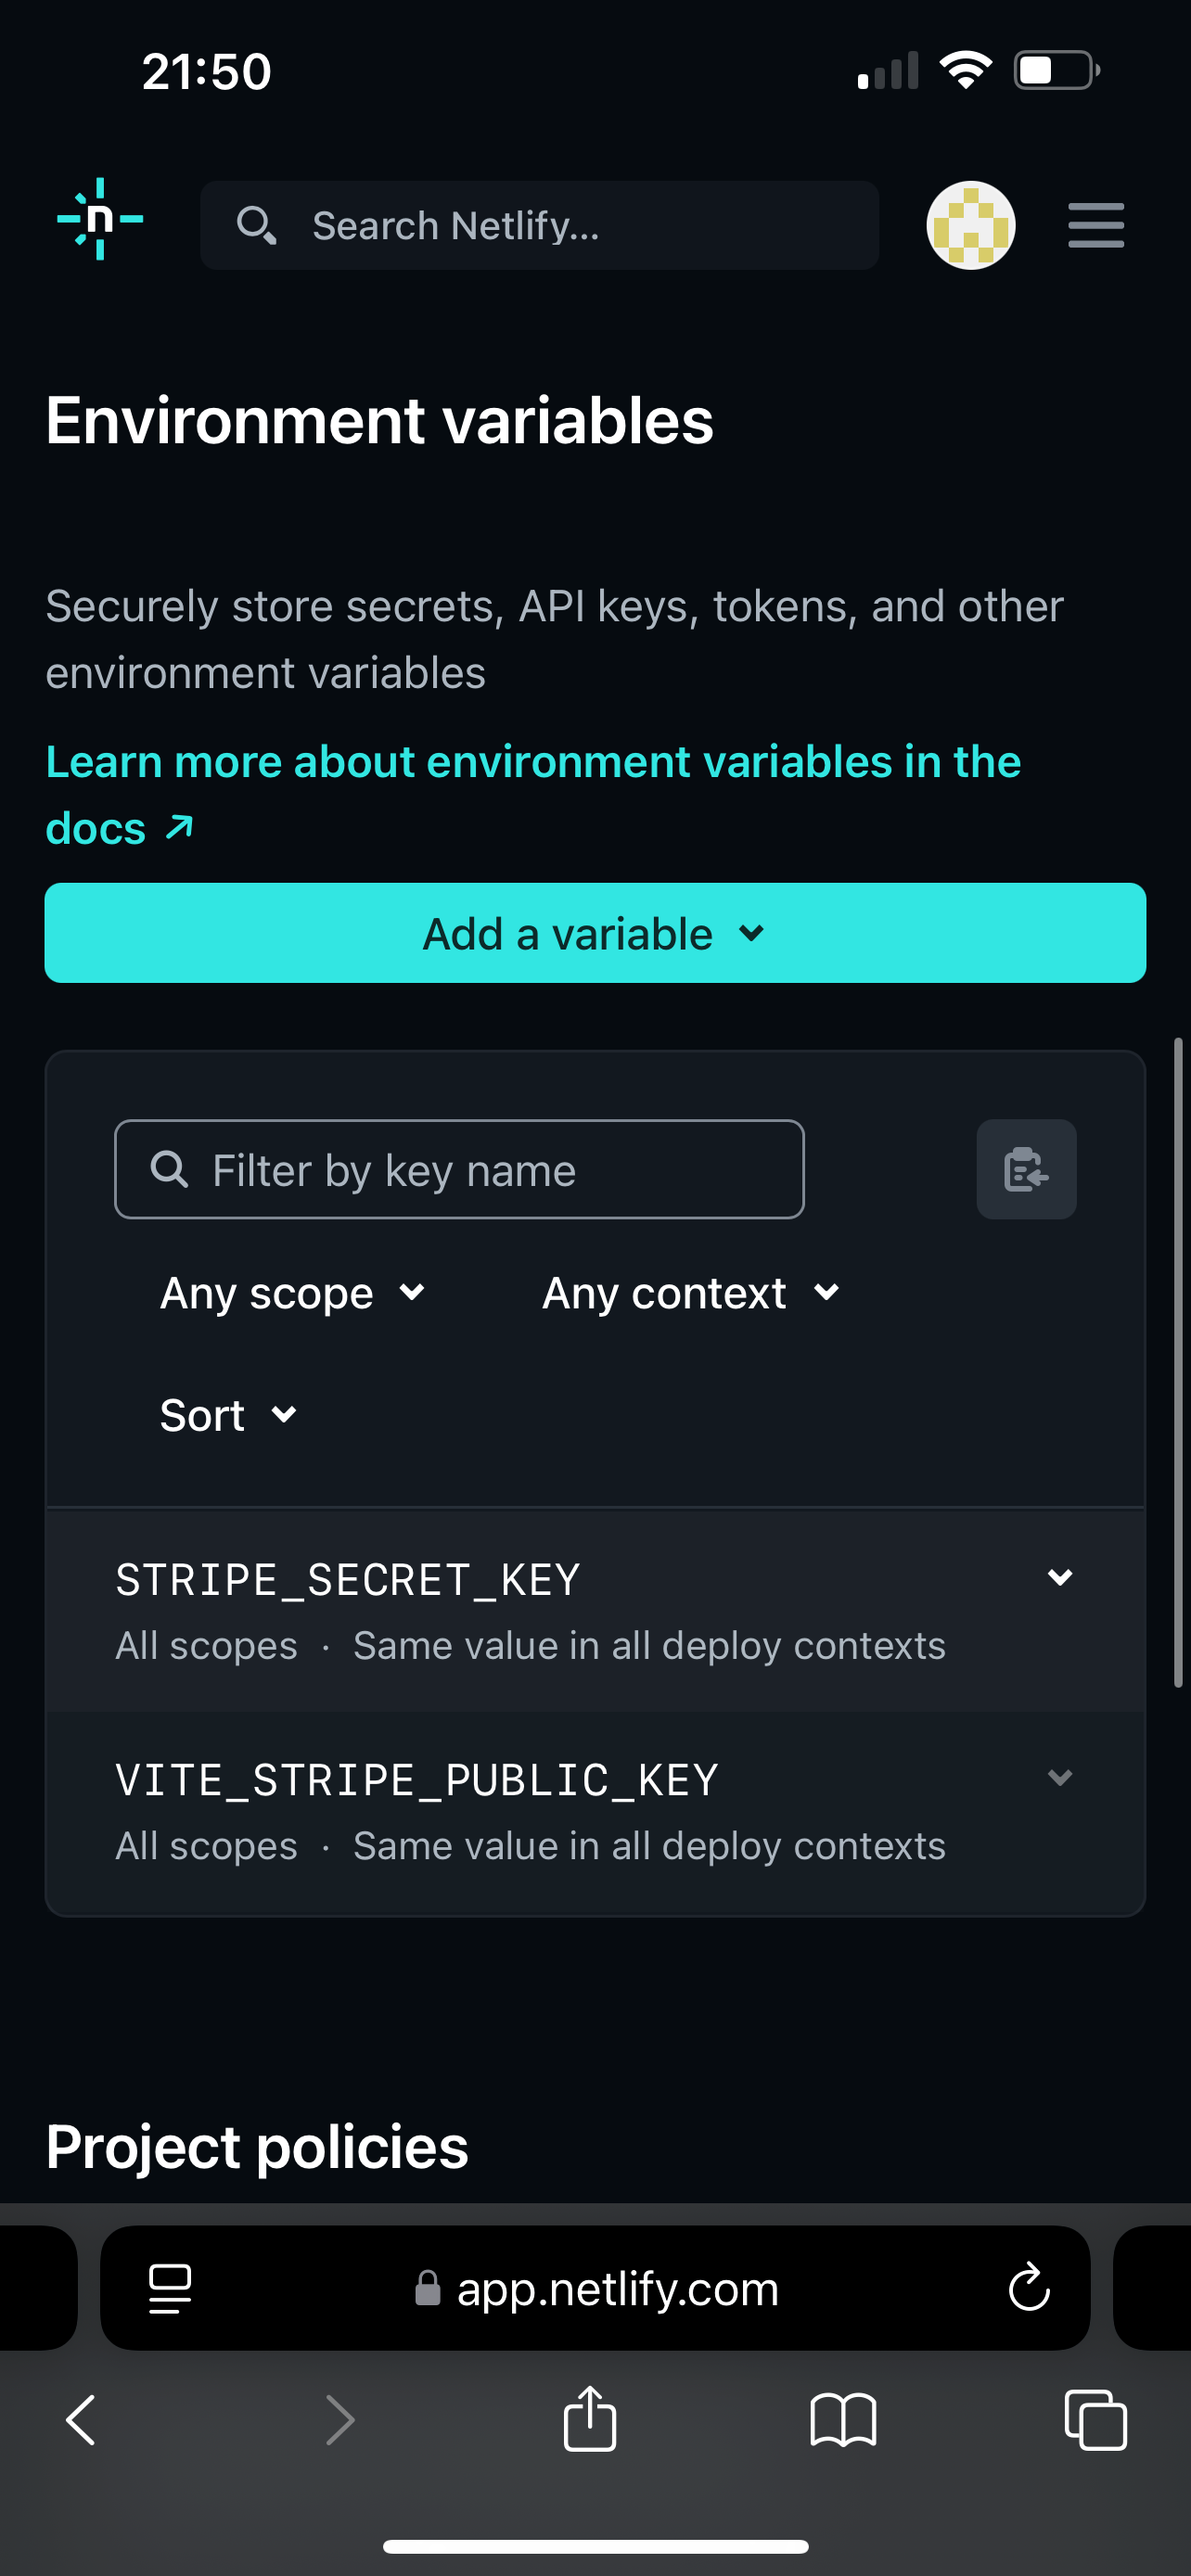 21:50
n
Search Netlify...
Environment variables
Securely store secrets, API keys, tokens, and other
environment variables
Learn more about environment variables in the
docs ↗
Add a variable
Filter by key name
Any scope
Any context
Sort
STRIPE_SECRET_KEY
All scopes · Same value in all deploy contexts
VITE_STRIPE_PUBLIC_KEY
All scopes · Same value in all deploy contexts
Project policies
app.netlify.com